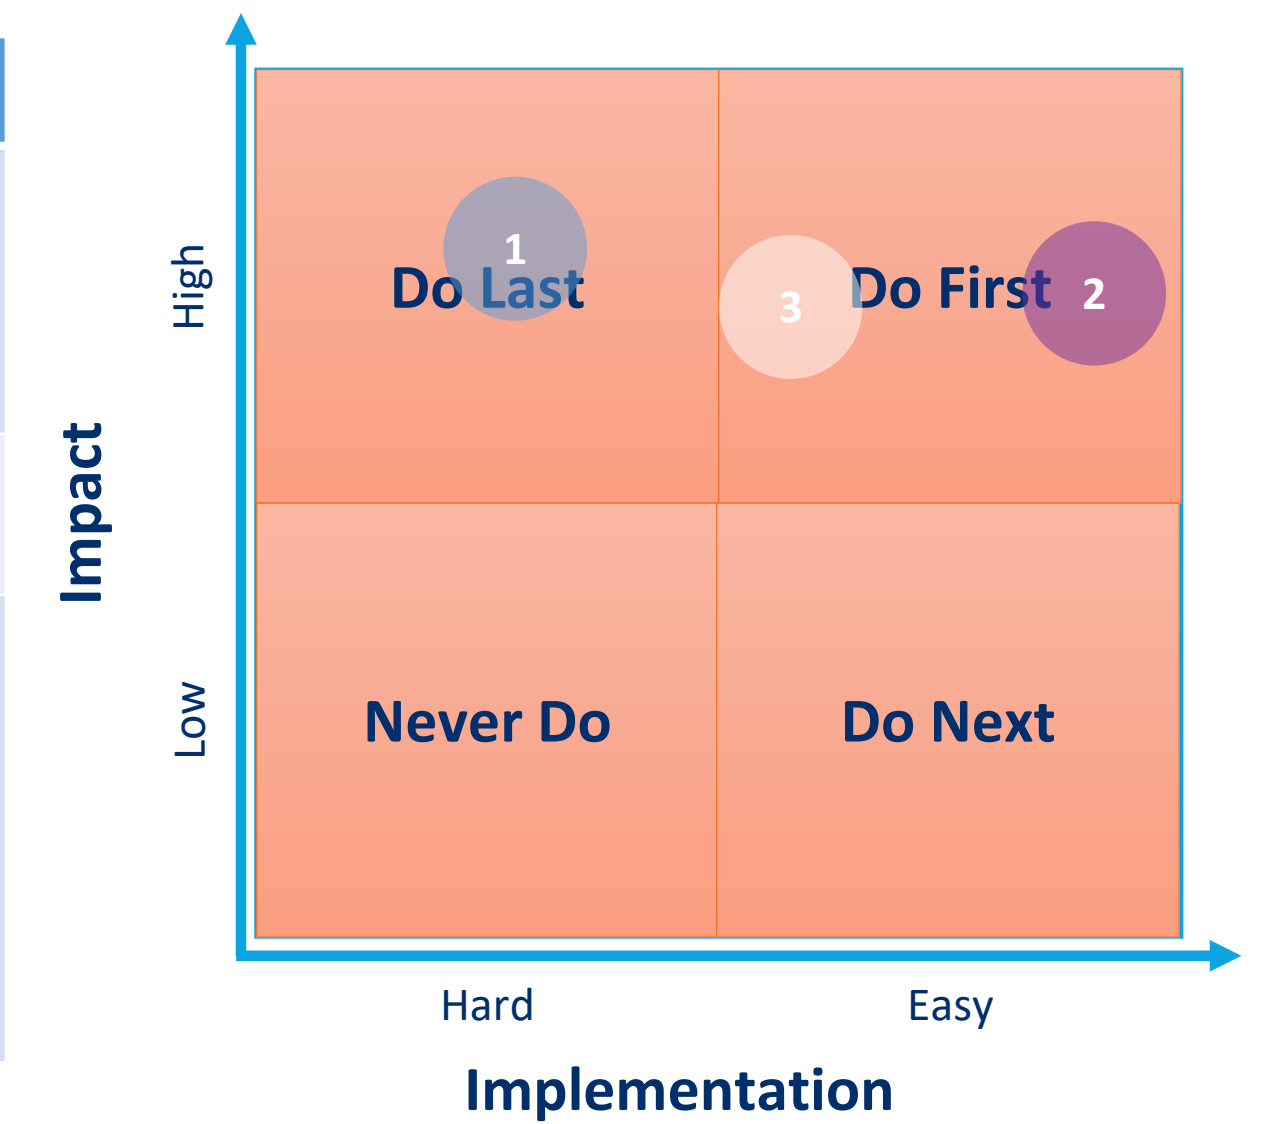 High
1
Do Last
3
Do First
2
Impact
Low
Never Do
Do Next
Hard
Easy
Implementation